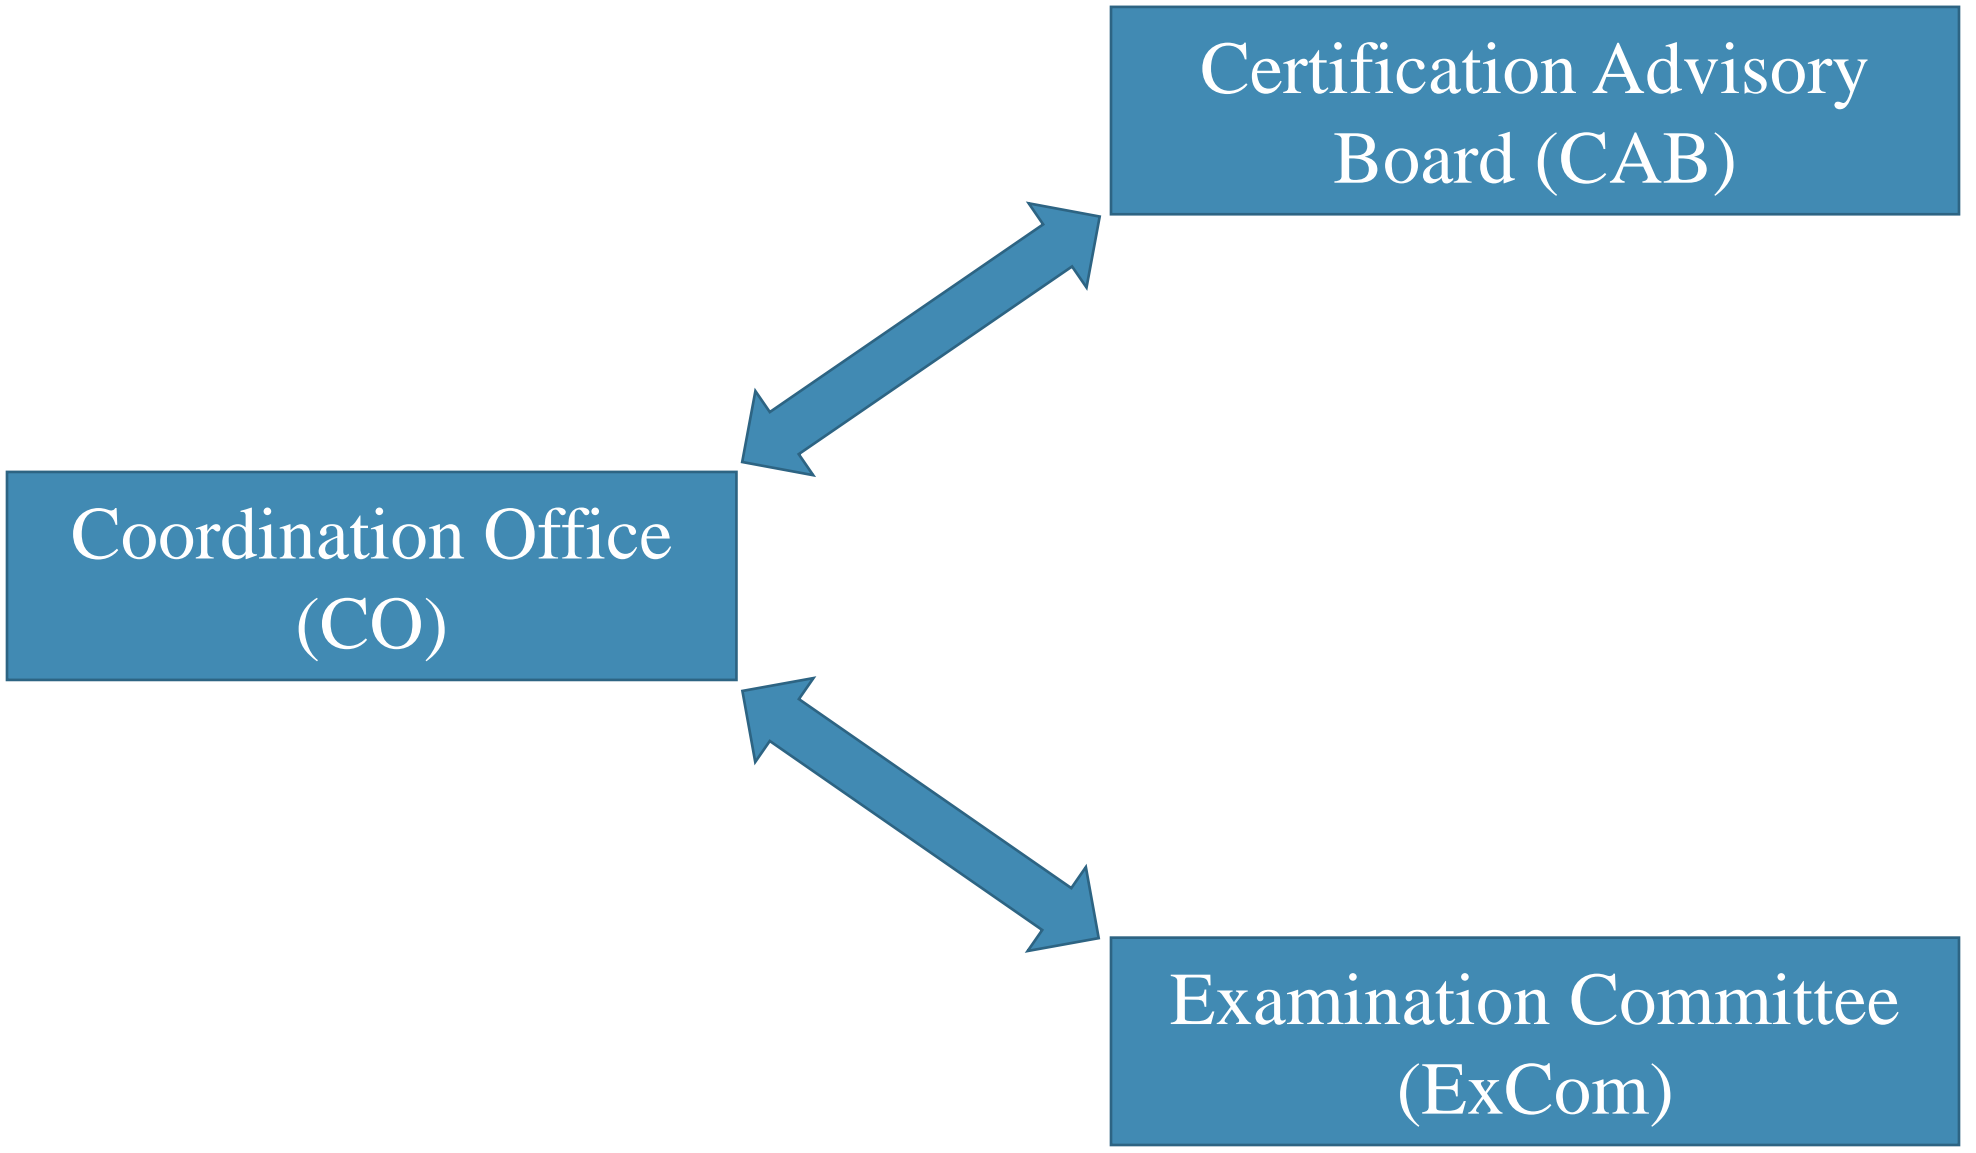 Certification Advisory
Board (CAB)
Coordination Office
(CO)
Examination Committee
(ExCom)